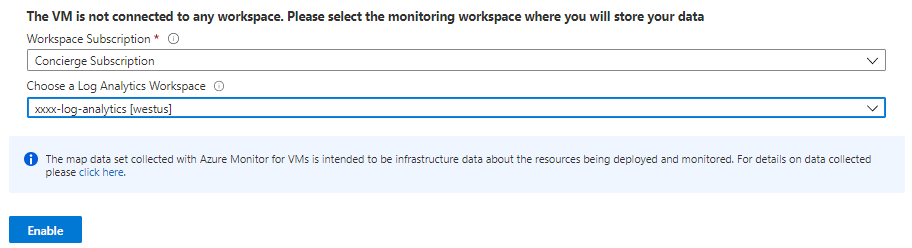 The VM is not connected to any workspace. Please select the monitoring workspace where you will store your data
Workspace Subscription *
Concierge Subscription
Choose a Log Analytics Workspace
xxxx-log-analytics [westus]
The map data set collected with Azure Monitor for VMs is intended to be infrastructure data about the resources being deployed and monitored. For details on data collected
please click here.
Enable